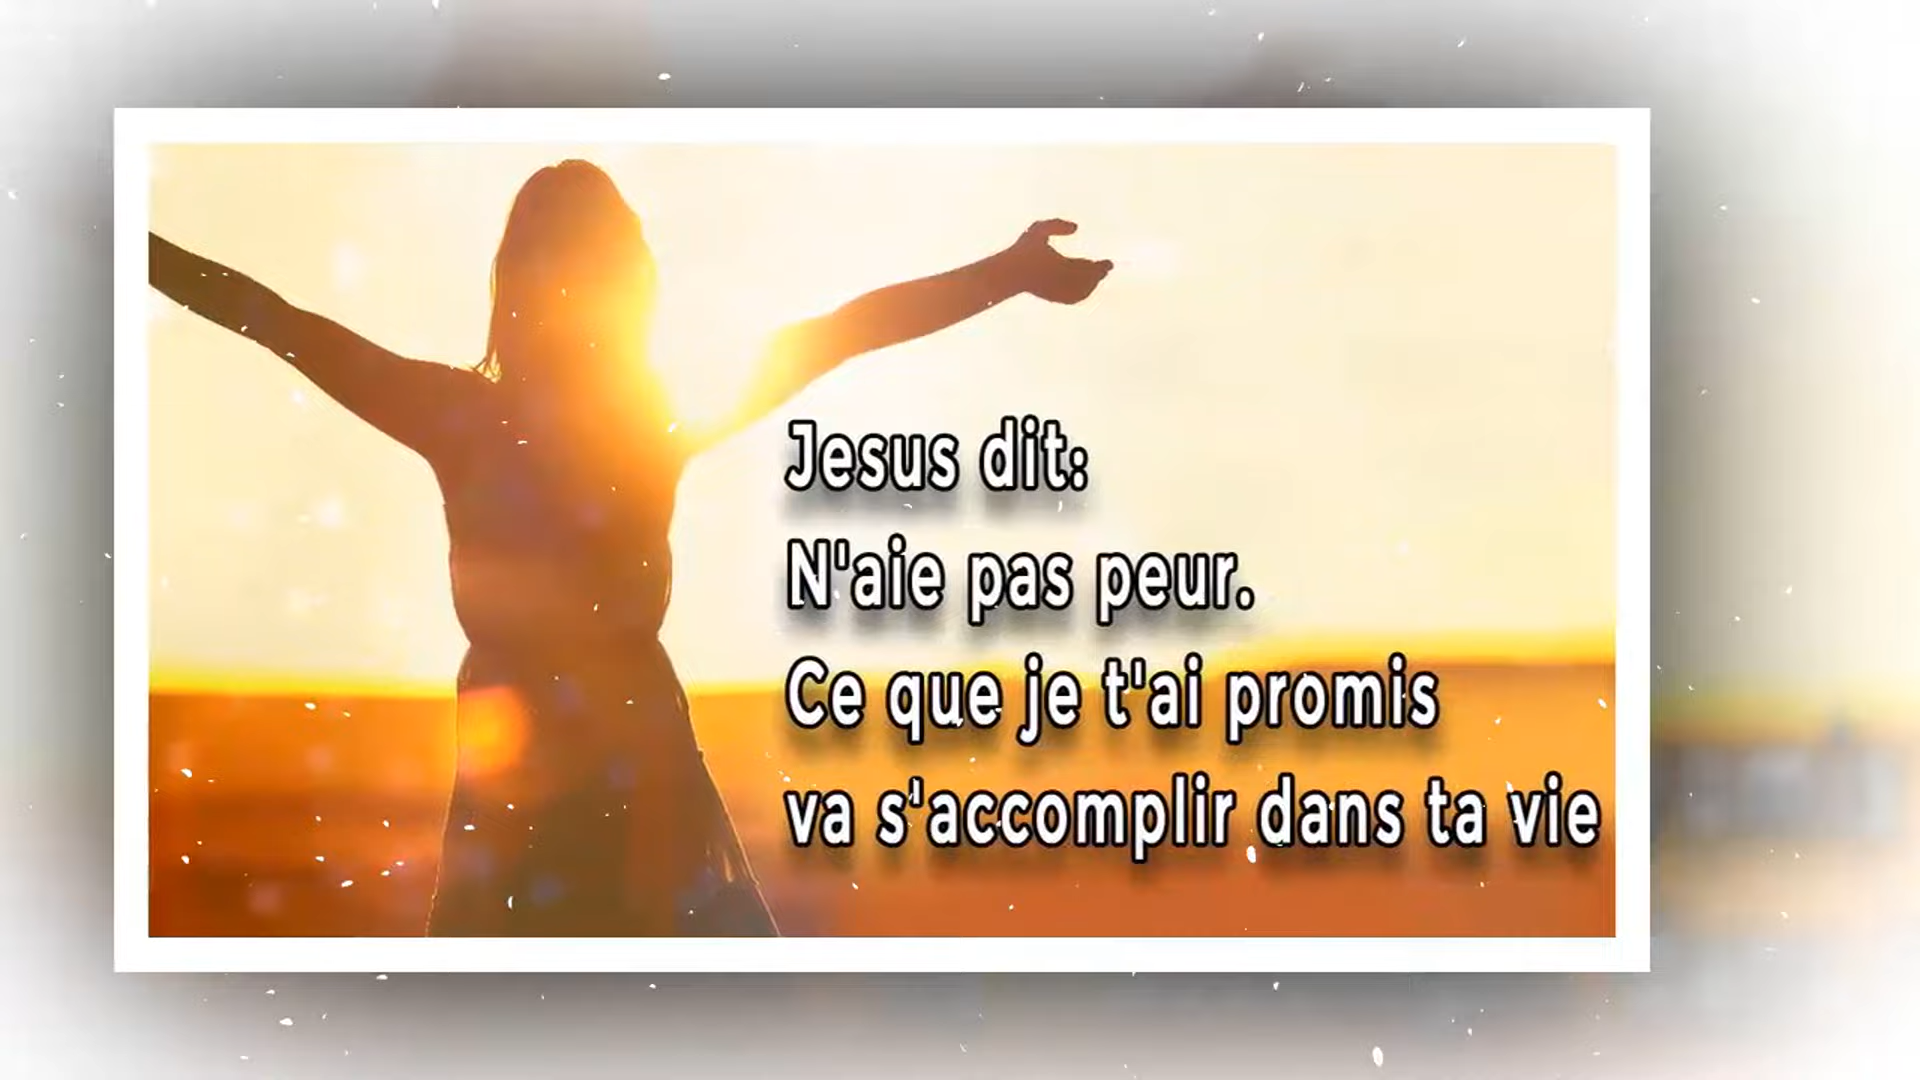 Jesus dit:
N'aie pas peur.
Ce que je t'ai promis
va s'accomplir dans ta vie